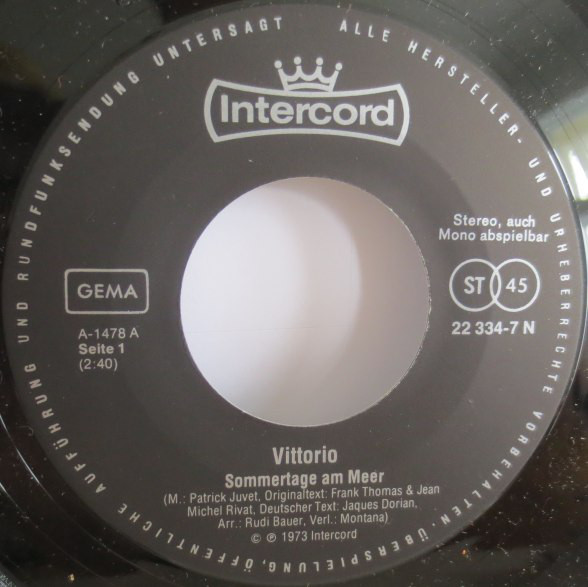 ALLE HERSTELLER- UND URHEBERRECHTE VORBEHALTEN · ÜBERSPIELUNG, ÖFFENTLICHE AUFFÜHRUNG UND RUNDFUNKSENDUNG UNTERSAGT
Intercord
Stereo, auch
Mono abspielbar
GEMA
ST 45
A-1478 A
Seite 1
(2:40)
22 334-7 N
Vittorio
Sommertage am Meer
(M.: Patrick Juvet, Originaltext: Frank Thomas & Jean
Michel Rivat, Deutscher Text: Jaques Dorian,
Arr.: Rudi Bauer, Verl.: Montana)
© ℗ 1973 Intercord